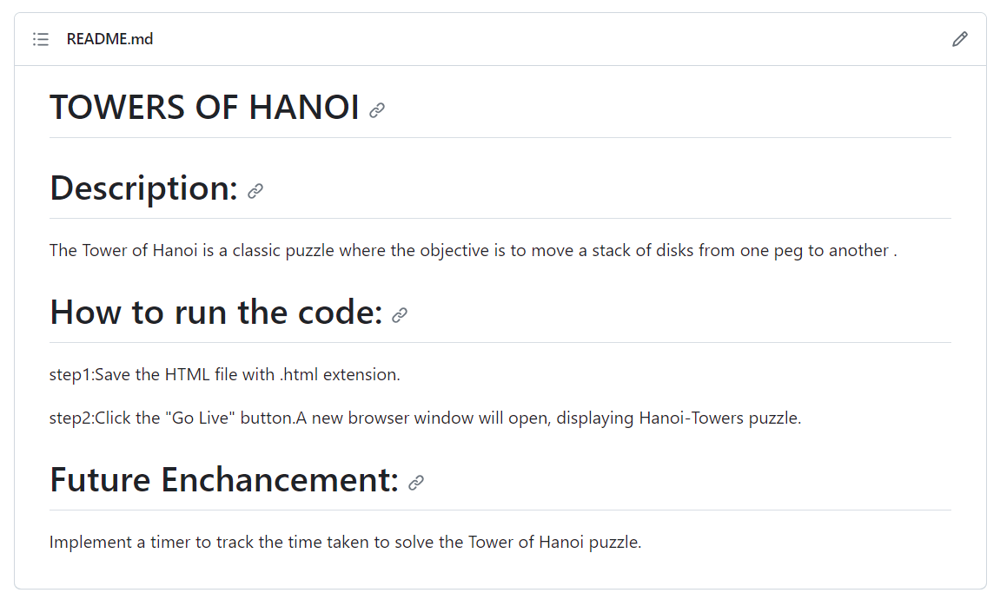 README.md
TOWERS OF HANOI
Description:
The Tower of Hanoi is a classic puzzle where the objective is to move a stack of disks from one peg to another .
How to run the code:
step1:Save the HTML file with .html extension.
step2:Click the "Go Live" button.A new browser window will open, displaying Hanoi-Towers puzzle.
Future Enchancement:
Implement a timer to track the time taken to solve the Tower of Hanoi puzzle.